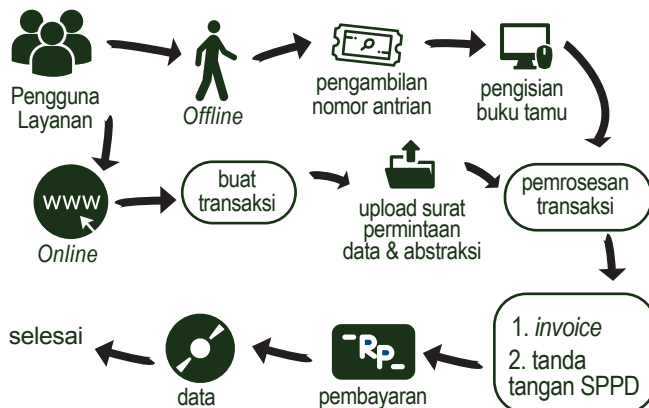 Pengguna
Layanan
Offline
pengambilan
nomor antrian
pengisian
buku tamu
www
Online
buat
transaksi
upload surat
permintaan
data & abstraksi
pemrosesan
transaksi
1. invoice
2. tanda
tangan SPPD
RP
pembayaran
data
selesai